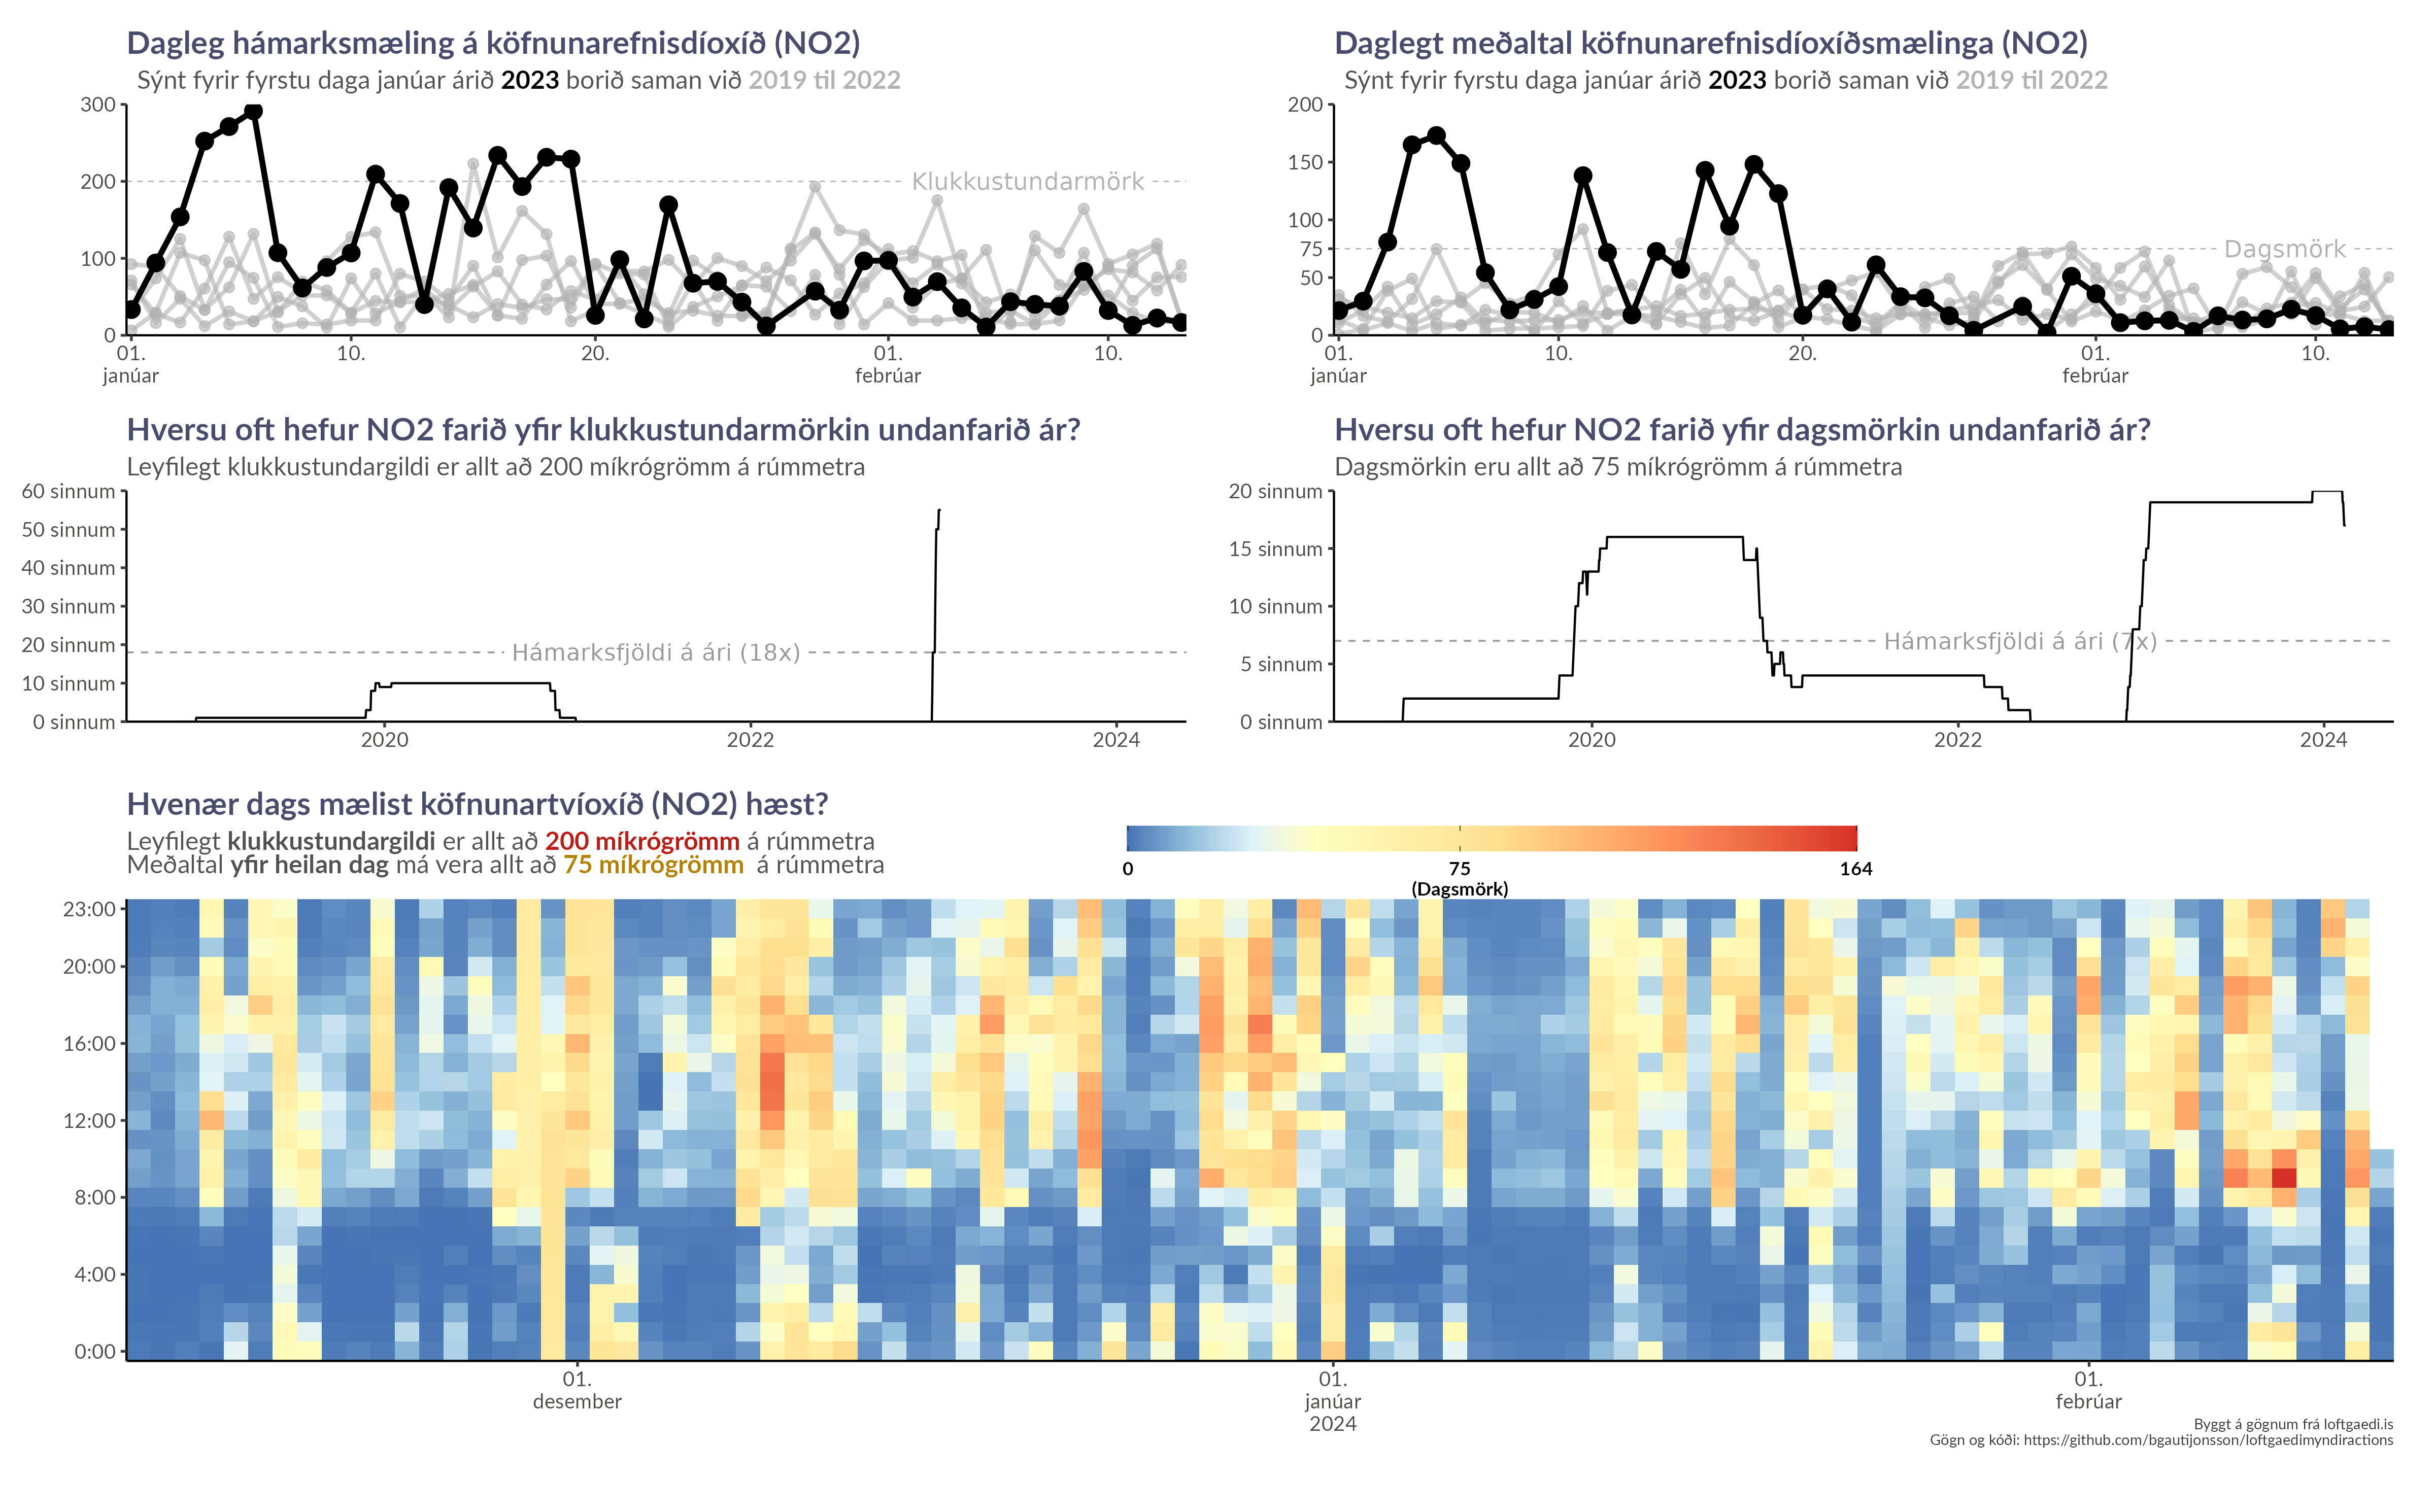 Dagleg hámarksmæling á köfnunarefnisdíoxíð (NO2)
Sýnt fyrir fyrstu daga janúar árið 2023 borið saman við 2019 til 2022
300
200
100
0
Klukkustundarmörk
01.
janúar
10.
20.
01.
febrúar
10.
Daglegt meðaltal köfnunarefnisdíoxíðsmælinga (NO2)
Sýnt fyrir fyrstu daga janúar árið 2023 borið saman við 2019 til 2022
200
150
100
75
50
0
Dagsmörk
01.
janúar
10.
20.
01.
febrúar
10.
Hversu oft hefur NO2 farið yfir klukkustundarmörkin undanfarið ár?
Leyfilegt klukkustundargildi er allt að 200 míkrógrömm á rúmmetra
60 sinnum
50 sinnum
40 sinnum
30 sinnum
20 sinnum
10 sinnum
0 sinnum
Hámarksfjöldi á ári (18x)
2020
2022
2024
Hversu oft hefur NO2 farið yfir dagsmörkin undanfarið ár?
Dagsmörkin eru allt að 75 míkrógrömm á rúmmetra
20 sinnum
15 sinnum
10 sinnum
5 sinnum
0 sinnum
Hámarksfjöldi á ári (7x)
2020
2022
2024
Hvenær dags mælist köfnunartvíoxíð (NO2) hæst?
Leyfilegt klukkustundargildi er allt að 200 míkrógrömm á rúmmetra
Meðaltal yfir heilan dag má vera allt að 75 míkrógrömm á rúmmetra
0
75
(Dagsmörk)
164
23:00
20:00
16:00
12:00
8:00
4:00
0:00
01.
desember
01.
janúar
2024
01.
febrúar
Byggt á gögnum frá loftgaedi.is
Gögn og kóði: https://github.com/bgautijonsson/loftgaedimyndiractions